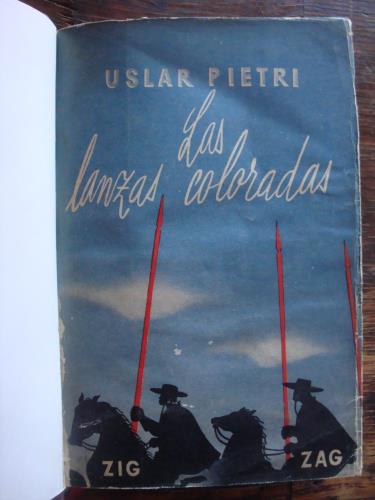 USLAR PIETRI
Las
lanzas coloradas
ZIG ZAG